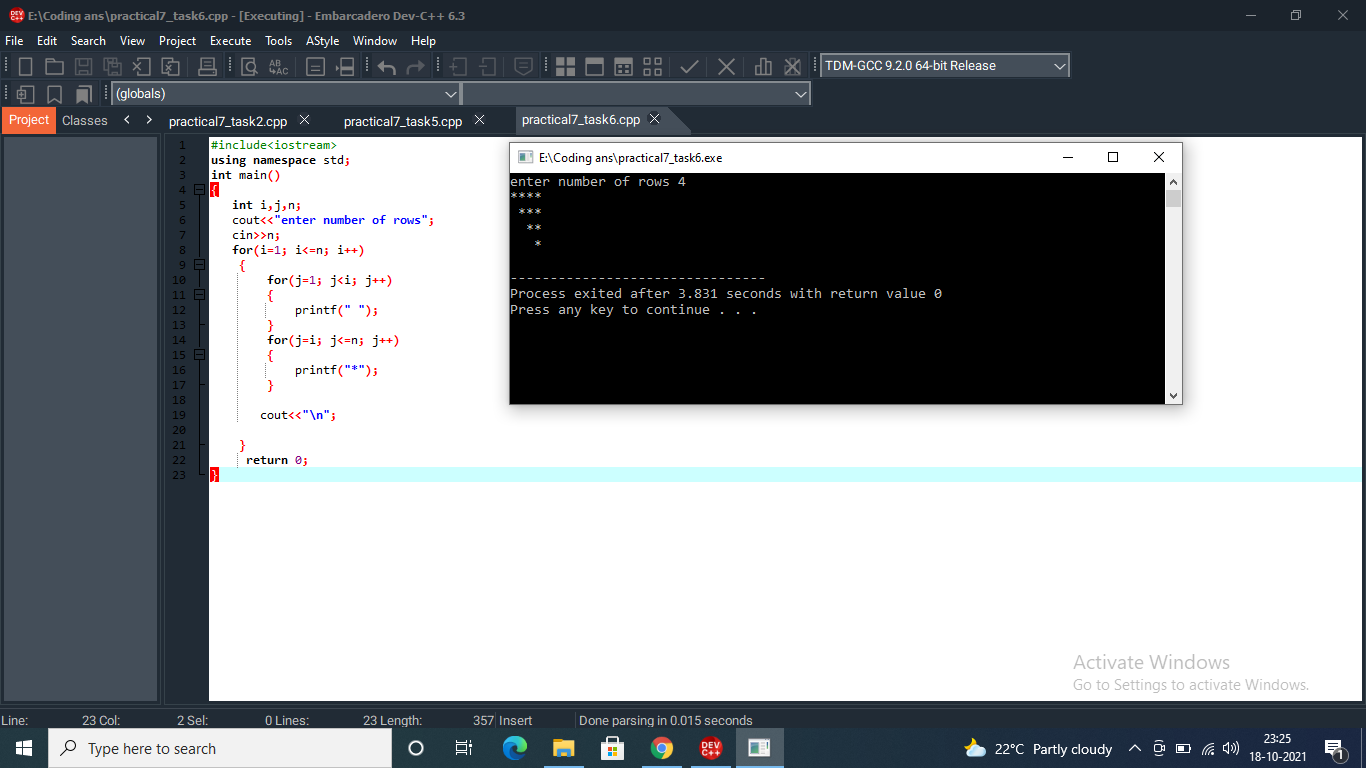 E:\Coding ans\practical7_task6.cpp - [Executing] - Embarcadero Dev-C++ 6.3
File Edit Search View Project Execute Tools AStyle Window Help
TDM-GCC 9.2.0 64-bit Release
(globals)
Project Classes practical7_task2.cpp practical7_task5.cpp practical7_task6.cpp
1 #include<iostream>
2 using namespace std;
3 int main()
4 {
5 int i,j,n;
6 cout<<"enter number of rows";
7 cin>>n;
8 for(i=1; i<=n; i++)
9 {
10 for(j=1; j<i; j++)
11 {
12 printf(" ");
13 }
14 for(j=i; j<=n; j++)
15 {
16 printf("*");
17 }
18
19 cout<<"\n";
20
21 }
22 return 0;
23 }
E:\Coding ans\practical7_task6.exe
enter number of rows 4
****
 ***
  **
   *
--------------------------------
Process exited after 3.831 seconds with return value 0
Press any key to continue . . .
Activate Windows
Go to Settings to activate Windows.
Line: 23 Col: 2 Sel: 0 Lines: 23 Length: 357 Insert Done parsing in 0.015 seconds
Type here to search
DEV C++
22°C Partly cloudy
23:25
18-10-2021
1